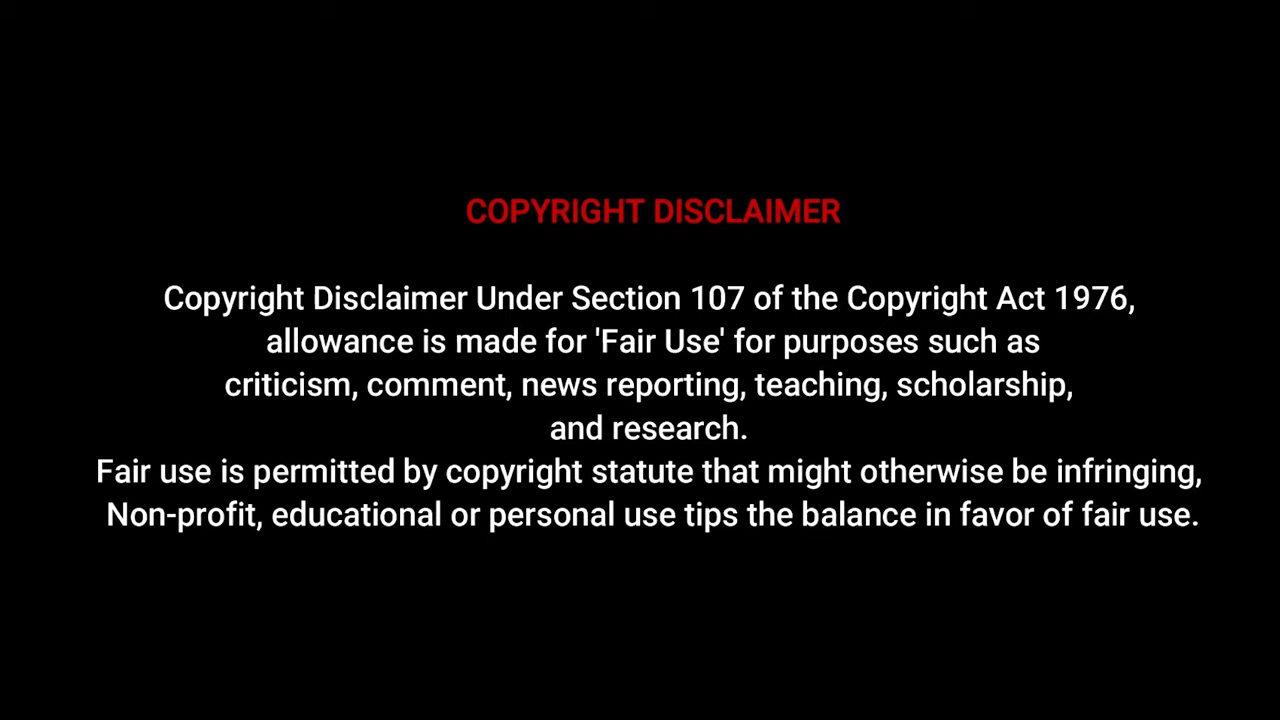 COPYRIGHT DISCLAIMER
Copyright Disclaimer Under Section 107 of the Copyright Act 1976,
allowance is made for 'Fair Use' for purposes such as
criticism, comment, news reporting, teaching, scholarship,
and research.
Fair use is permitted by copyright statute that might otherwise be infringing,
Non-profit, educational or personal use tips the balance in favor of fair use.